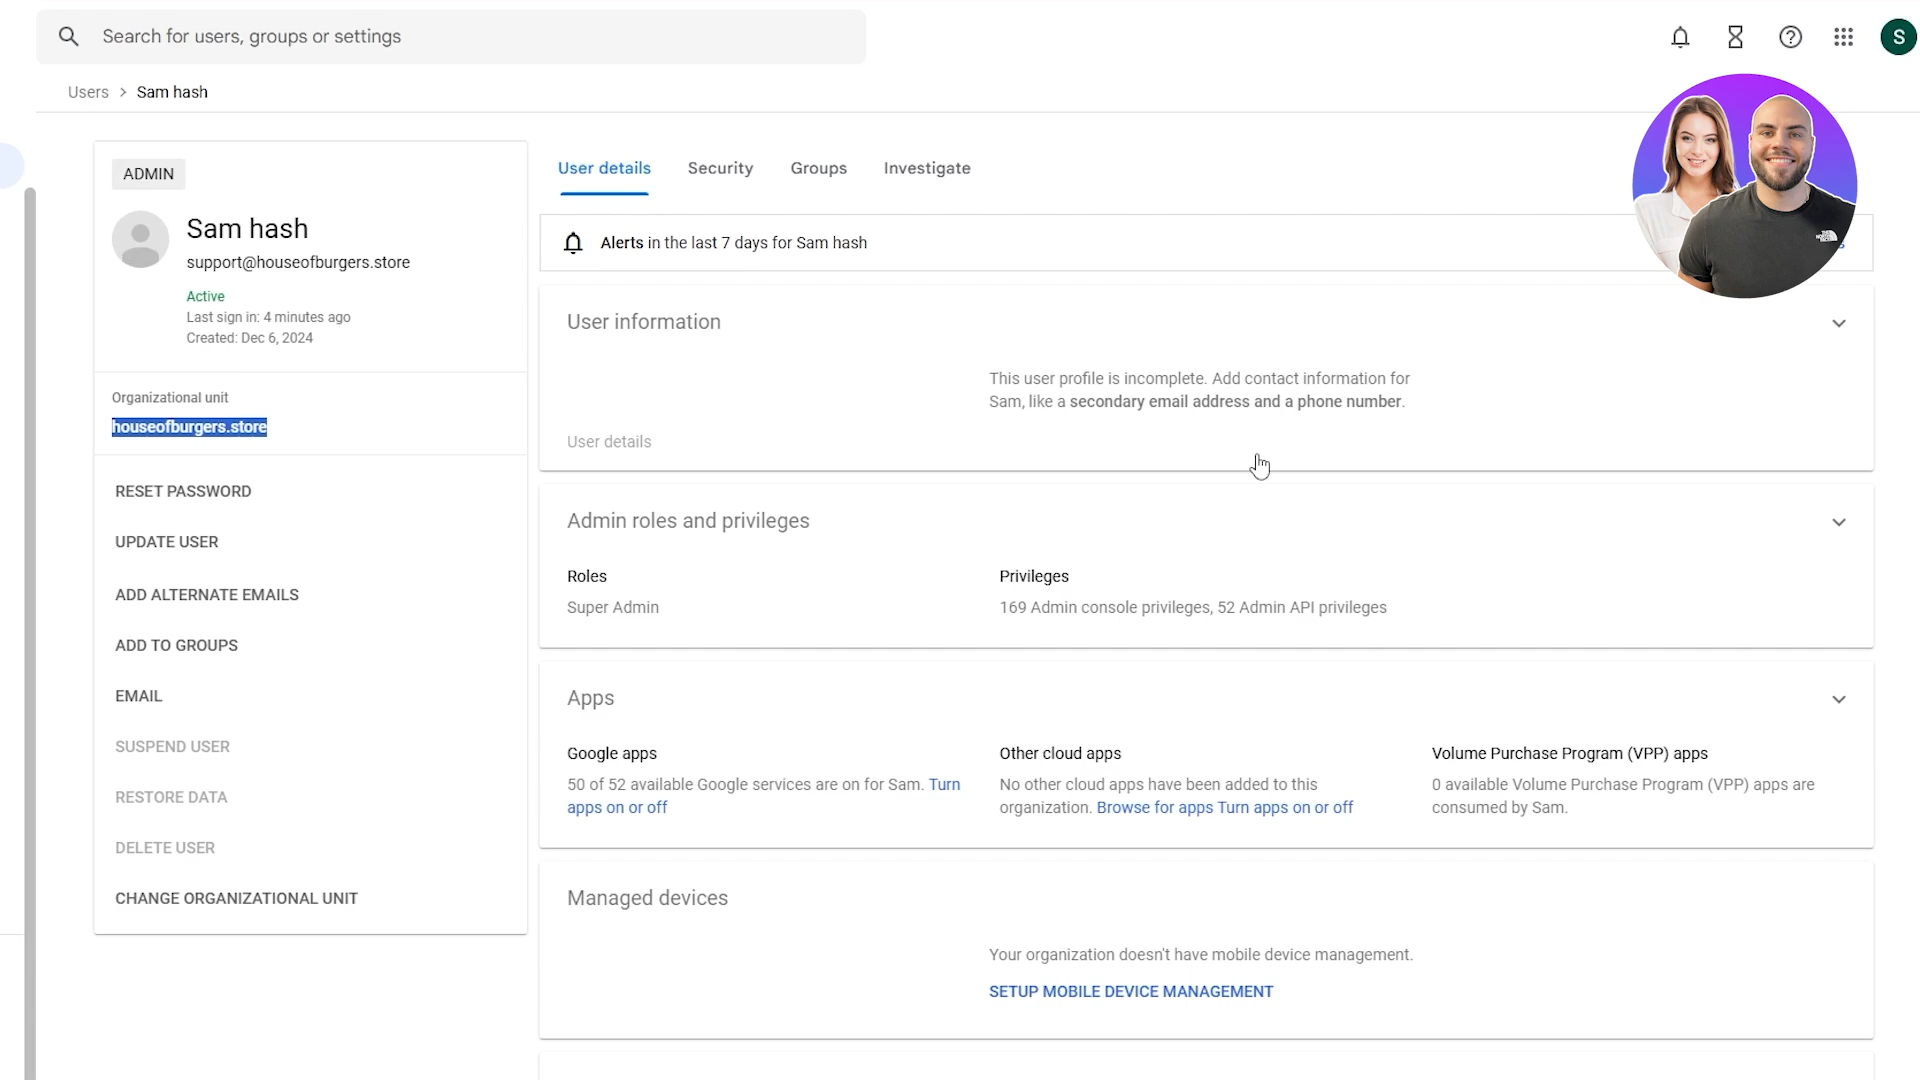 Search for users, groups or settings
S
Users > Sam hash
ADMIN
Sam hash
support@houseofburgers.store
Active
Last sign in: 4 minutes ago
Created: Dec 6, 2024
Organizational unit
houseofburgers.store
RESET PASSWORD
UPDATE USER
ADD ALTERNATE EMAILS
ADD TO GROUPS
EMAIL
SUSPEND USER
RESTORE DATA
DELETE USER
CHANGE ORGANIZATIONAL UNIT
User details Security Groups Investigate
Alerts in the last 7 days for Sam hash
THE NORTH FACE
User information
This user profile is incomplete. Add contact information for
Sam, like a secondary email address and a phone number.
User details
Admin roles and privileges
Roles
Super Admin
Privileges
169 Admin console privileges, 52 Admin API privileges
Apps
Google apps
50 of 52 available Google services are on for Sam. Turn
apps on or off
Other cloud apps
No other cloud apps have been added to this
organization. Browse for apps Turn apps on or off
Volume Purchase Program (VPP) apps
0 available Volume Purchase Program (VPP) apps are
consumed by Sam.
Managed devices
Your organization doesn't have mobile device management.
SETUP MOBILE DEVICE MANAGEMENT